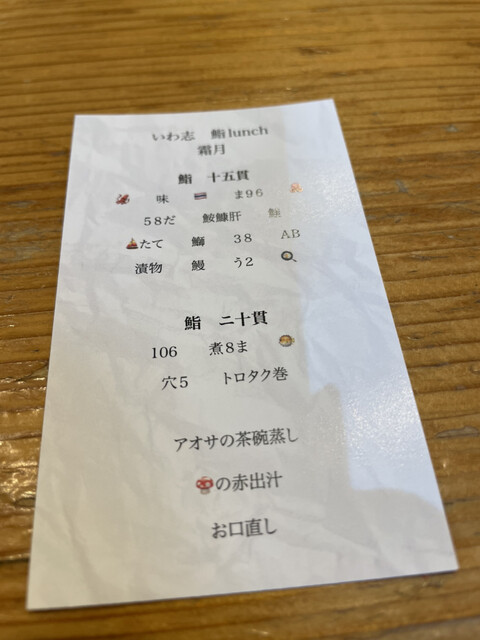 いわ志 鮨lunch
霜月
鮨 十五貫
🦑 味 🇹🇭 ま96 🦐
58だ 鮟鱇肝
💩たて 鰤 38 AB
漬物 鰻 う2 🔍
鮨 二十貫
106 煮8ま 🐡
穴5 トロタク巻
アオサの茶碗蒸し
🍄の赤出汁
お口直し